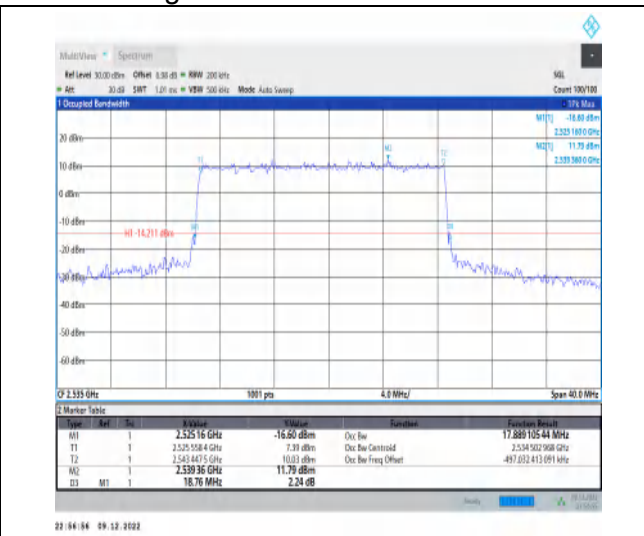 MultiView Spectrum
Ref Level 30.00 dBm Offset 8.50 dB RBW 200 kHz SGL
Att 30 dB SWT 1.01 ms VBW 500 kHz Mode Auto Sweep Count 100/100
1 Occupied Bandwidth 1Pk Max
M1[1] -16.60 dBm
2.525 160 0 GHz
M2[1] 11.79 dBm
2.539 360 0 GHz
20 dBm
M2
T1 T2
10 dBm
0 dBm
-10 dBm
H1 -14.211 dBm
M1 D3
-20 dBm
-30 dBm
-40 dBm
-50 dBm
-60 dBm
CF 2.535 GHz 1001 pts 4.0 MHz/ Span 40.0 MHz
2 Marker Table
Type Ref Trc X-Value Y-Value Function Function Result
M1 1 2.525 16 GHz -16.60 dBm Occ Bw 17.889 105 44 MHz
T1 1 2.525 558 4 GHz 7.39 dBm Occ Bw Centroid 2.534 502 968 GHz
T2 1 2.543 447 5 GHz 10.03 dBm Occ Bw Freq Offset -497.032 413 091 kHz
M2 1 2.539 36 GHz 11.79 dBm
D3 M1 1 18.76 MHz 2.24 dB
Ready
22:56:56 09.12.2022